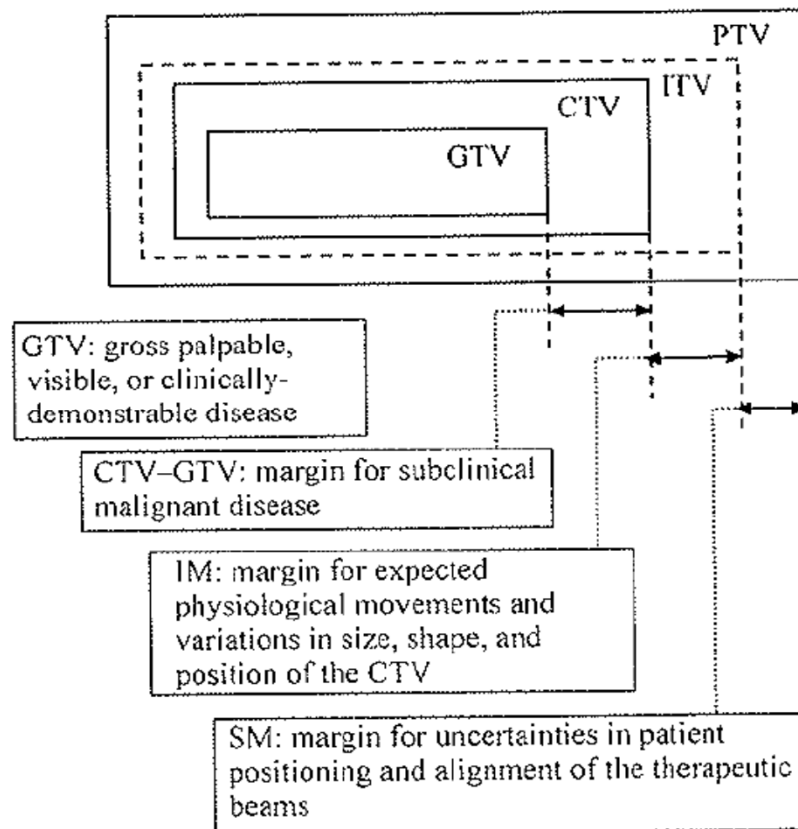 PTV
ITV
CTV
GTV
GTV: gross palpable,
visible, or clinically-
demonstrable disease
CTV–GTV: margin for subclinical
malignant disease
IM: margin for expected
physiological movements and
variations in size, shape, and
position of the CTV
SM: margin for uncertainties in patient
positioning and alignment of the therapeutic
beams